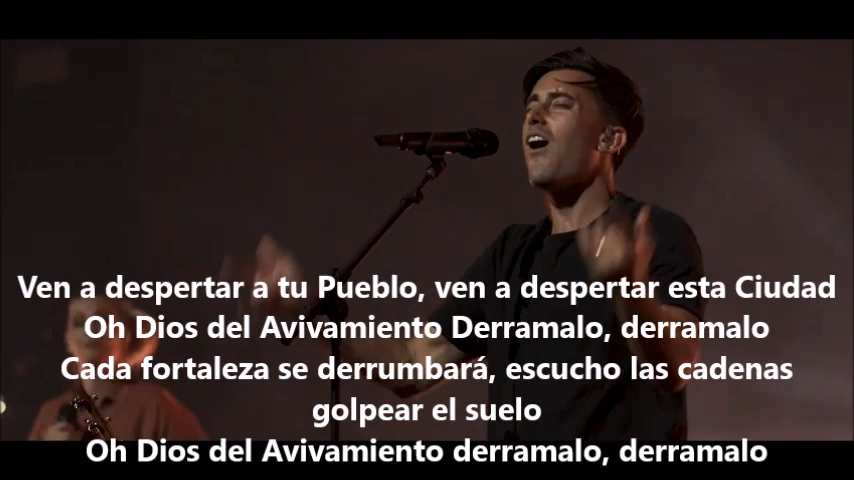 Ven a despertar a tu Pueblo, ven a despertar esta Ciudad
Oh Dios del Avivamiento Derramalo, derramalo
Cada fortaleza se derrumbará, escucho las cadenas
golpear el suelo
Oh Dios del Avivamiento derramalo, derramalo